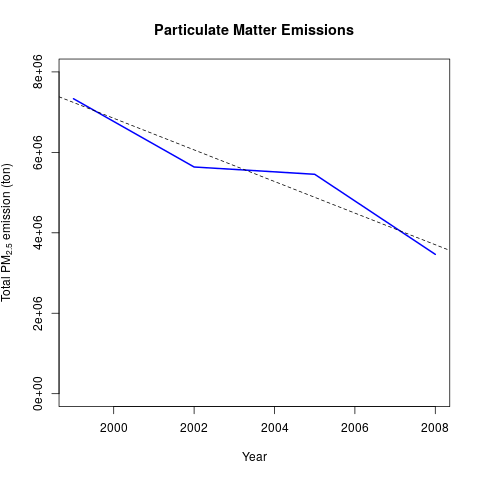 Particulate Matter Emissions
Total PM2.5 emission (ton)
8e+06
6e+06
4e+06
2e+06
0e+00
2000 2002 2004 2006 2008
Year